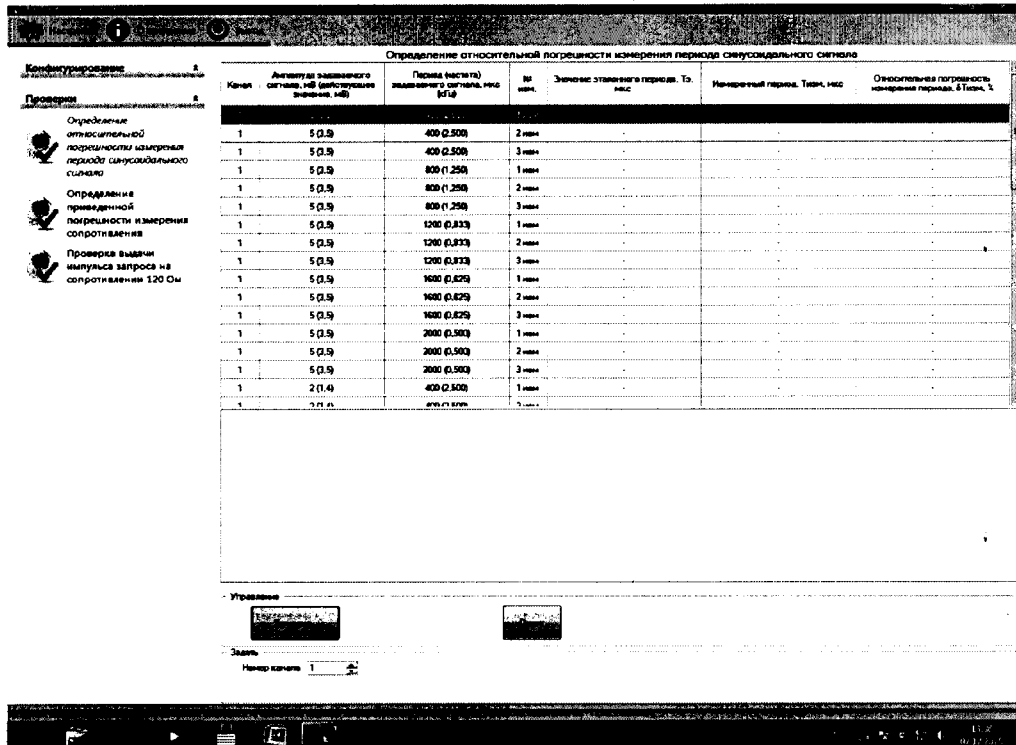 Определение относительной погрешности измерения периода синусоидального сигнала
Конфигурирование
Проверки
Определение
относительной
погрешности измерения
периода синусоидального
сигнала
Определение
приведенной
погрешности измерения
сопротивления
Проверка выдачи
импульса запроса на
сопротивлении 120 Ом
Канал Амплитуда задаваемого сигнала, мВ (действующее значение, мВ) Период (частота) задаваемого сигнала, мкс (кГц) № изм. Значение эталонного периода, Тэ, мкс Измеренный период, Тизм, мкс Относительная погрешность измерения периода, δТизм, %
1 5 (3,5) 400 (2,500) 2 изм - - -
1 5 (3,5) 400 (2,500) 3 изм - - -
1 5 (3,5) 800 (1,250) 1 изм - - -
1 5 (3,5) 800 (1,250) 2 изм - - -
1 5 (3,5) 800 (1,250) 3 изм - - -
1 5 (3,5) 1200 (0,833) 1 изм - - -
1 5 (3,5) 1200 (0,833) 2 изм - - -
1 5 (3,5) 1200 (0,833) 3 изм - - -
1 5 (3,5) 1600 (0,625) 1 изм - - -
1 5 (3,5) 1600 (0,625) 2 изм - - -
1 5 (3,5) 1600 (0,625) 3 изм - - -
1 5 (3,5) 2000 (0,500) 1 изм - - -
1 5 (3,5) 2000 (0,500) 2 изм - - -
1 5 (3,5) 2000 (0,500) 3 изм - - -
1 2 (1,4) 400 (2,500) 1 изм - - -
1 2 (1,4) 400 (2,500) 2 изм
Управление
Задать
Номер канала 1